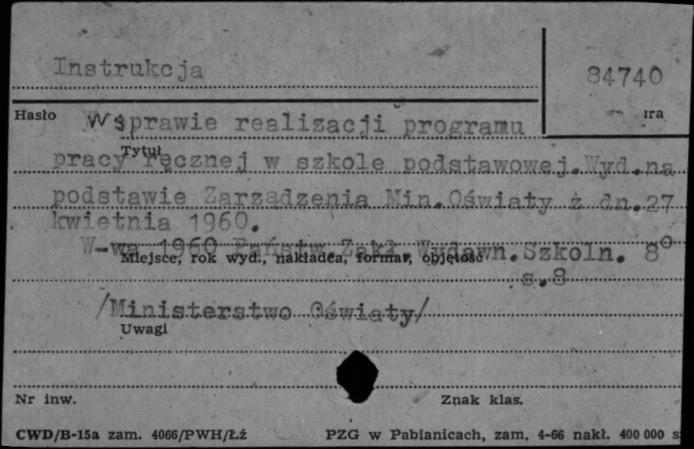 Instrukcja
84740
Hasło
W sprawie realizacji programu
Tytuł
pracy ręcznej w szkole podstawowej. Wyd. na
podstawie Zarządzenia Min. Oświaty z dn. 27
kwietnia 1960.
W-wa 1960 Państw. Zakł. Wydawn. Szkoln. 8°
Miejsce, rok wyd., nakładca, format, objętość
s. 8
/Ministerstwo Oświaty/
Uwagi
Nr inw.
Znak klas.
CWD/B-15a zam. 4066/PWH/Łź
PZG w Pabianicach, zam. 4-66 nakł. 400 000